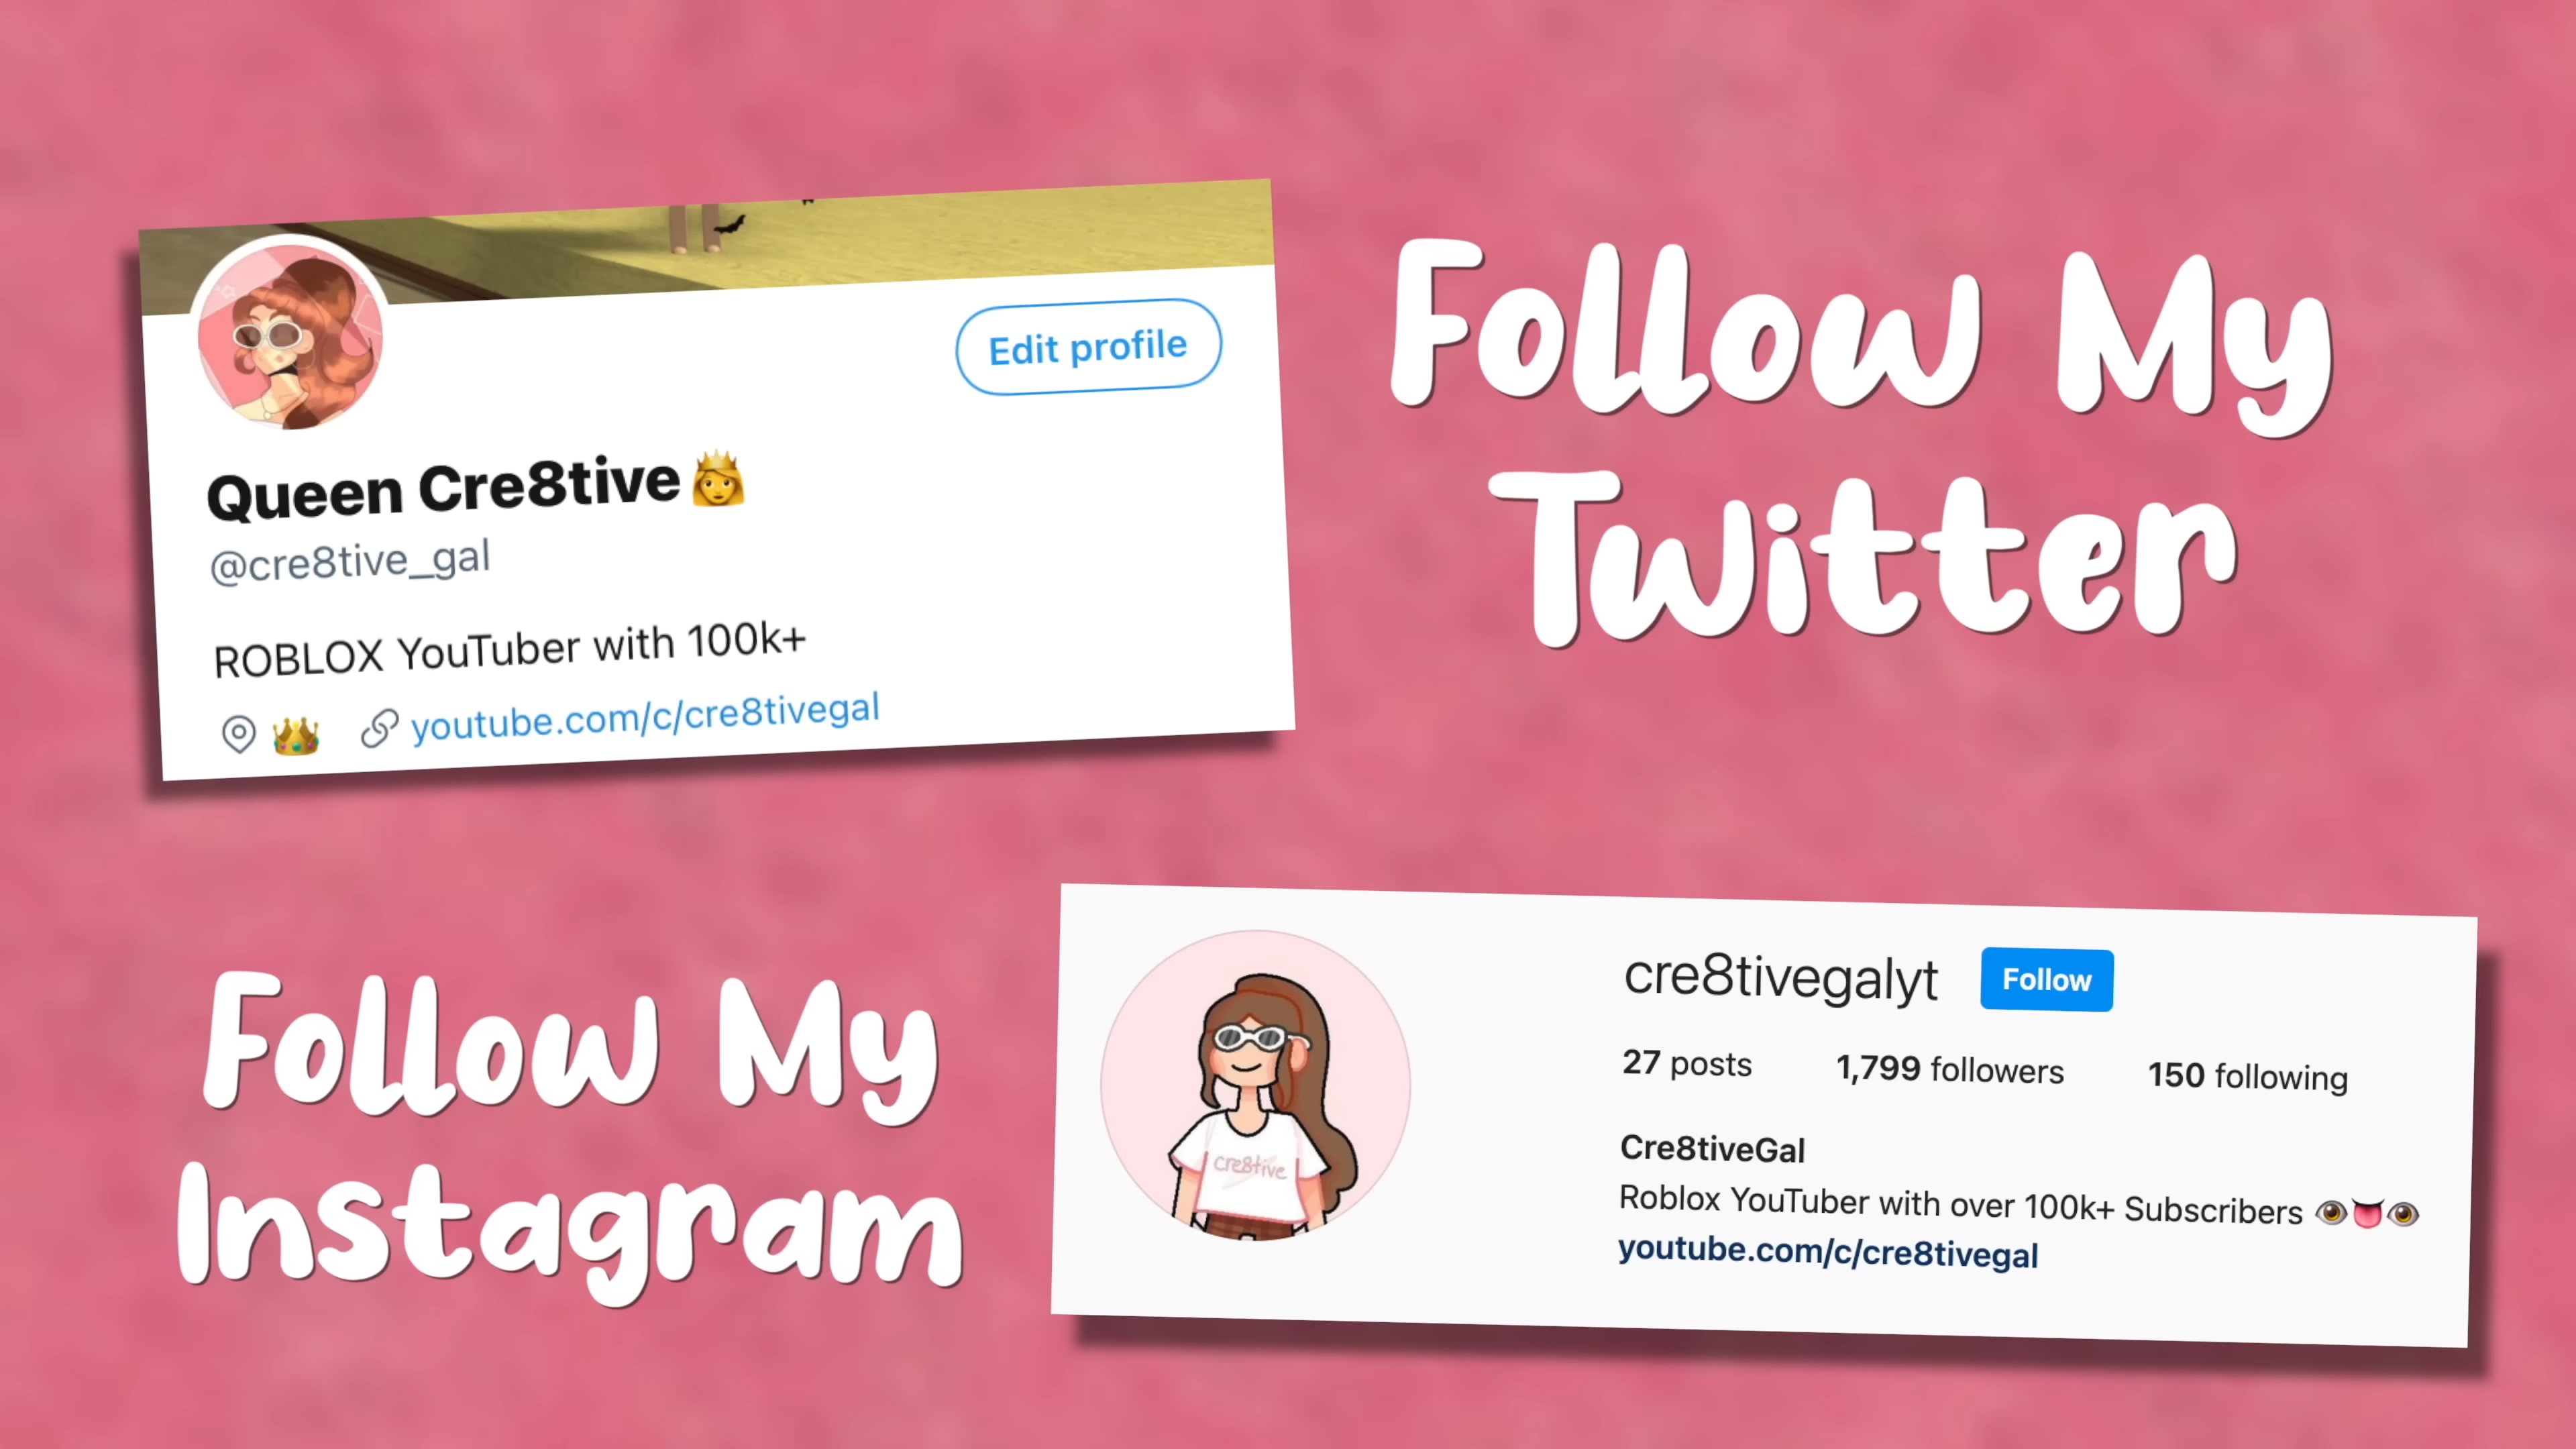 Follow My
Twitter
Edit profile
Queen Cre8tive👸
@cre8tive_gal
ROBLOX YouTuber with 100k+
👑 youtube.com/c/cre8tivegal
Follow My
Instagram
cre8tive
cre8tivegalyt Follow
27 posts 1,799 followers 150 following
Cre8tiveGal
Roblox YouTuber with over 100k+ Subscribers 👁👅👁
youtube.com/c/cre8tivegal